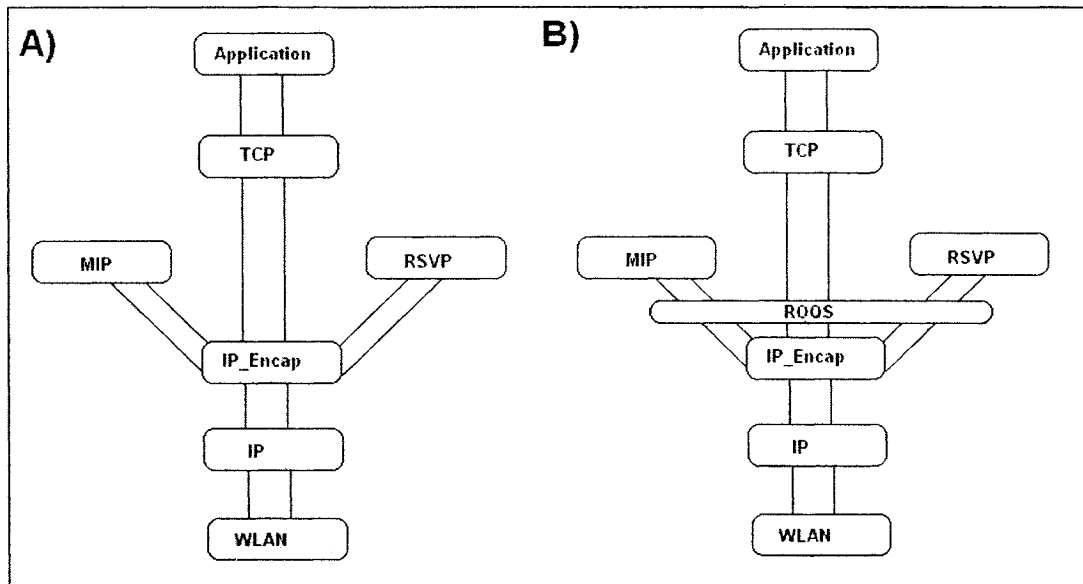 A)
Application
TCP
MIP
RSVP
IP_Encap
IP
WLAN
B)
Application
TCP
MIP
RSVP
ROOS
IP_Encap
IP
WLAN